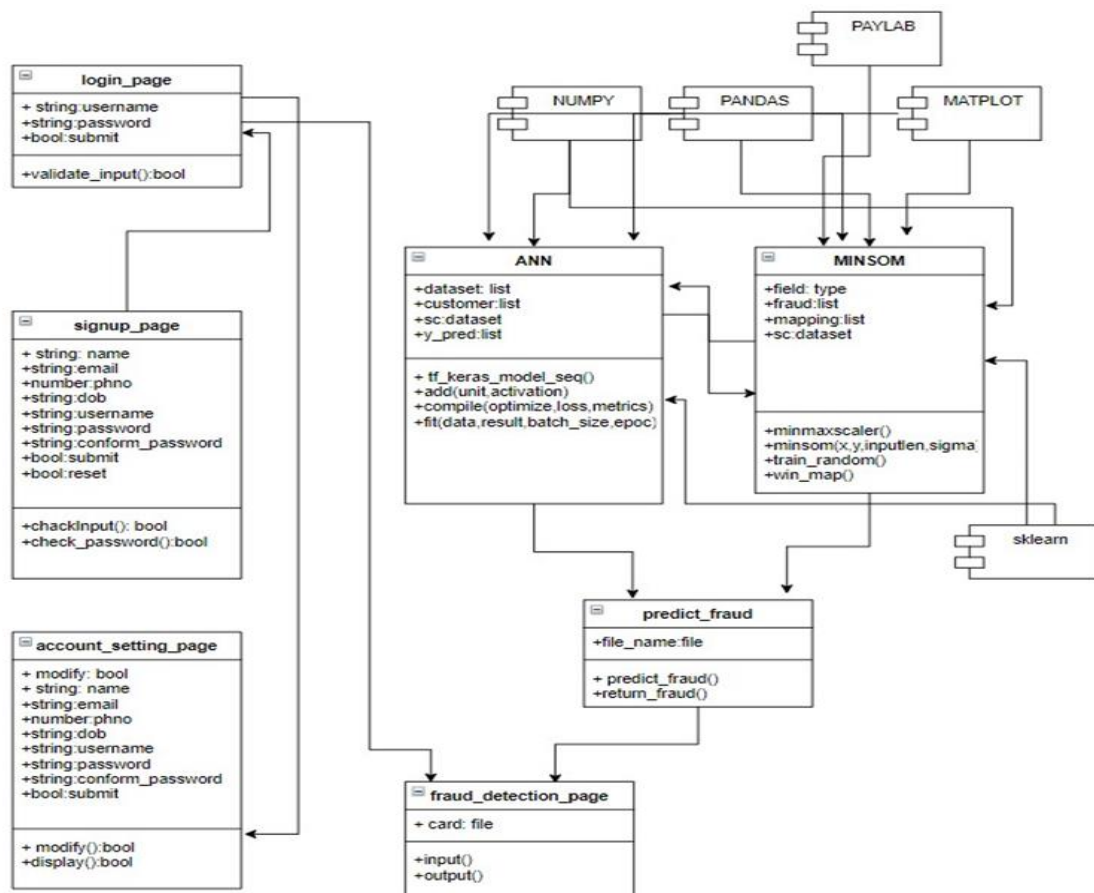 PAYLAB
NUMPY
PANDAS
MATPLOT
login_page
+ string:username
+string:password
+bool:submit
+validate_input():bool
signup_page
+ string: name
+string:email
+number:phno
+string:dob
+string:username
+string:password
+string:conform_password
+bool:submit
+bool:reset
+chackInput(): bool
+check_password():bool
account_setting_page
+ modify: bool
+ string: name
+string:email
+number:phno
+string:dob
+string:username
+string:password
+string:conform_password
+bool:submit
+ modify():bool
+display():bool
ANN
+dataset: list
+customer:list
+sc:dataset
+y_pred:list
+ tf_keras_model_seq()
+add(unit,activation)
+compile(optimize,loss,metrics)
+fit(data,result,batch_size,epoc)
MINSOM
+field: type
+fraud:list
+mapping:list
+sc:dataset
+minmaxscaler()
+minsom(x,y,inputlen,sigma)
+train_random()
+win_map()
sklearn
predict_fraud
+file_name:file
+ predict_fraud()
+return_fraud()
fraud_detection_page
+ card: file
+input()
+output()